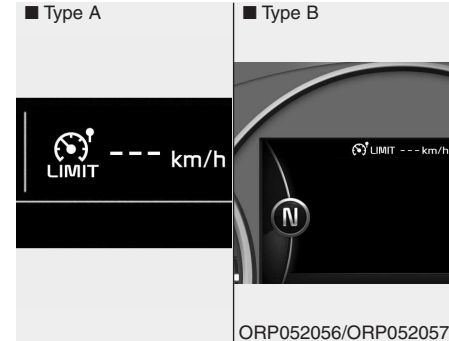 ■ Type A
LIMIT --- km/h
■ Type B
LIMIT --- km/h
N
ORP052056/ORP052057